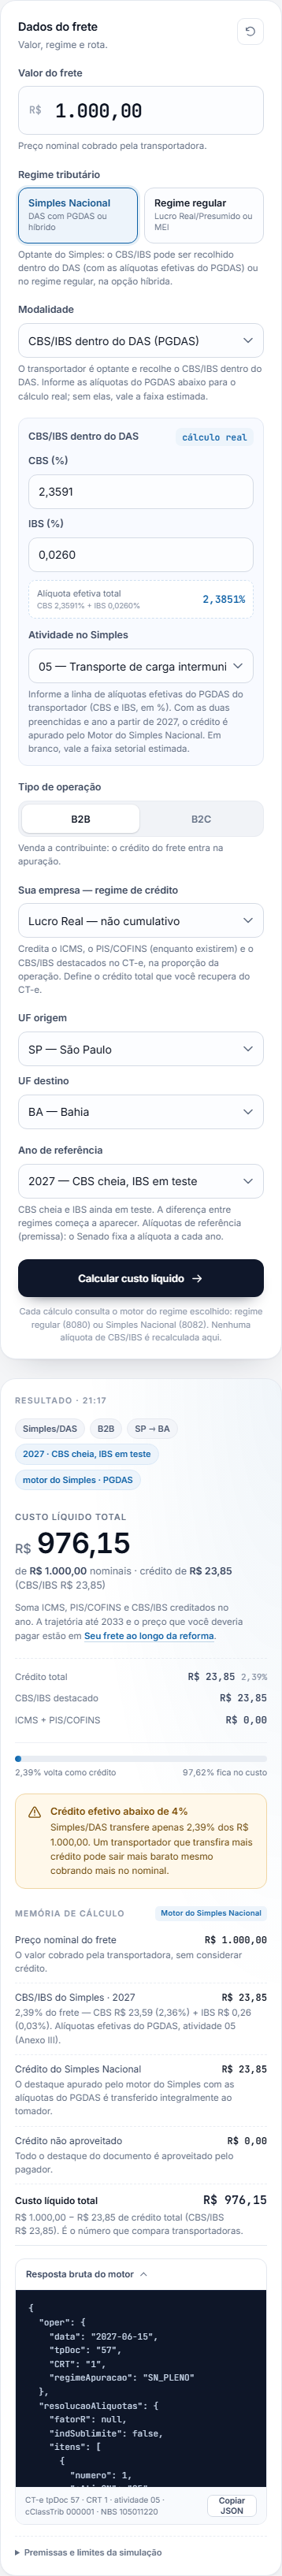 Dados do frete
Valor, regime e rota.
Valor do frete
R$ 1.000,00
Preço nominal cobrado pela transportadora.
Regime tributário
Simples Nacional
DAS com PGDAS ou
híbrido
Regime regular
Lucro Real/Presumido ou
MEI
Optante do Simples: o CBS/IBS pode ser recolhido
dentro do DAS (com as alíquotas efetivas do PGDAS) ou
no regime regular, na opção híbrida.
Modalidade
CBS/IBS dentro do DAS (PGDAS)
O transportador é optante e recolhe o CBS/IBS dentro do
DAS. Informe as alíquotas do PGDAS abaixo para o
cálculo real; sem elas, vale a faixa estimada.
CBS/IBS dentro do DAS
cálculo real
CBS (%)
2,3591
IBS (%)
0,0260
Alíquota efetiva total
CBS 2,3591% + IBS 0,0260%
2,3851%
Atividade no Simples
05 — Transporte de carga intermuni
Informe a linha de alíquotas efetivas do PGDAS do
transportador (CBS e IBS, em %). Com as duas
preenchidas e ano a partir de 2027, o crédito é
apurado pelo Motor do Simples Nacional. Em
branco, vale a faixa setorial estimada.
Tipo de operação
B2B
B2C
Venda a contribuinte: o crédito do frete entra na
apuração.
Sua empresa — regime de crédito
Lucro Real — não cumulativo
Credita o ICMS, o PIS/COFINS (enquanto existirem) e o
CBS/IBS destacados no CT-e, na proporção da
operação. Define o crédito total que você recupera do
CT-e.
UF origem
SP — São Paulo
UF destino
BA — Bahia
Ano de referência
2027 — CBS cheia, IBS em teste
CBS cheia e IBS ainda em teste. A diferença entre
regimes começa a aparecer. Alíquotas de referência
(premissa): o Senado fixa a alíquota a cada ano.
Calcular custo líquido →
Cada cálculo consulta o motor do regime escolhido: regime
regular (8080) ou Simples Nacional (8082). Nenhuma
alíquota de CBS/IBS é recalculada aqui.
RESULTADO · 21:17
Simples/DAS
B2B
SP → BA
2027 · CBS cheia, IBS em teste
motor do Simples · PGDAS
CUSTO LÍQUIDO TOTAL
R$ 976,15
de R$ 1.000,00 nominais · crédito de R$ 23,85
(CBS/IBS R$ 23,85)
Soma ICMS, PIS/COFINS e CBS/IBS creditados no
ano. A trajetória até 2033 e o preço que você deveria
pagar estão em Seu frete ao longo da reforma.
Crédito total
R$ 23,85 2,39%
CBS/IBS destacado
R$ 23,85
ICMS + PIS/COFINS
R$ 0,00
2,39% volta como crédito
97,62% fica no custo
Crédito efetivo abaixo de 4%
Simples/DAS transfere apenas 2,39% dos R$
1.000,00. Um transportador que transfira mais
crédito pode sair mais barato mesmo
cobrando mais no nominal.
MEMÓRIA DE CÁLCULO
Motor do Simples Nacional
Preço nominal do frete
R$ 1.000,00
O valor cobrado pela transportadora, sem considerar
crédito.
CBS/IBS do Simples · 2027
R$ 23,85
2,39% do frete — CBS R$ 23,59 (2,36%) + IBS R$ 0,26
(0,03%). Alíquotas efetivas do PGDAS, atividade 05
(Anexo III).
Crédito do Simples Nacional
R$ 23,85
O destaque apurado pelo motor do Simples com as
alíquotas do PGDAS é transferido integralmente ao
tomador.
Crédito não aproveitado
R$ 0,00
Todo o destaque do documento é aproveitado pelo
pagador.
Custo líquido total
R$ 976,15
R$ 1.000,00 − R$ 23,85 de crédito total (CBS/IBS
R$ 23,85). É o número que compara transportadoras.
Resposta bruta do motor
{
"oper": {
"data": "2027-06-15",
"tpDoc": "57",
"CRT": "1",
"regimeApuracao": "SN_PLENO"
},
"resolucaoAliquotas": {
"fatorR": null,
"indSublimite": false,
"itens": [
{
"numero": 1,
CT-e tpDoc 57 · CRT 1 · atividade 05 ·
cClassTrib 000001 · NBS 105011220
Copiar
JSON
Premissas e limites da simulação